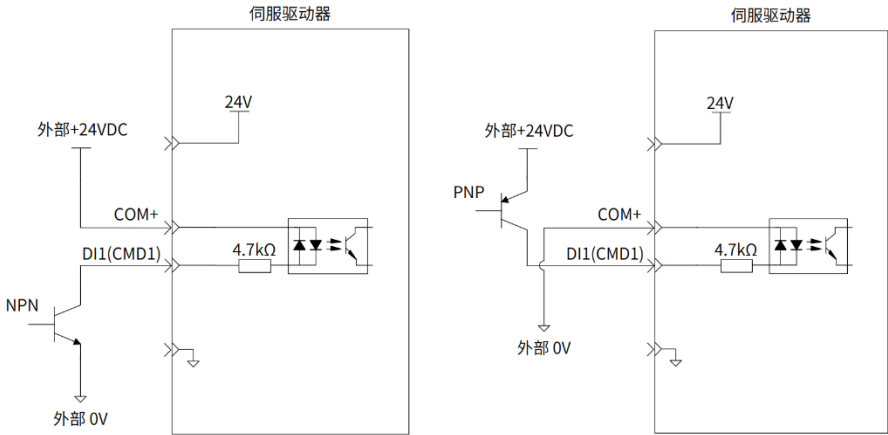 伺服驱动器
24V
外部+24VDC
COM+
4.7kΩ
DI1(CMD1)
NPN
外部 0V
伺服驱动器
24V
外部+24VDC
PNP
COM+
4.7kΩ
DI1(CMD1)
外部 0V